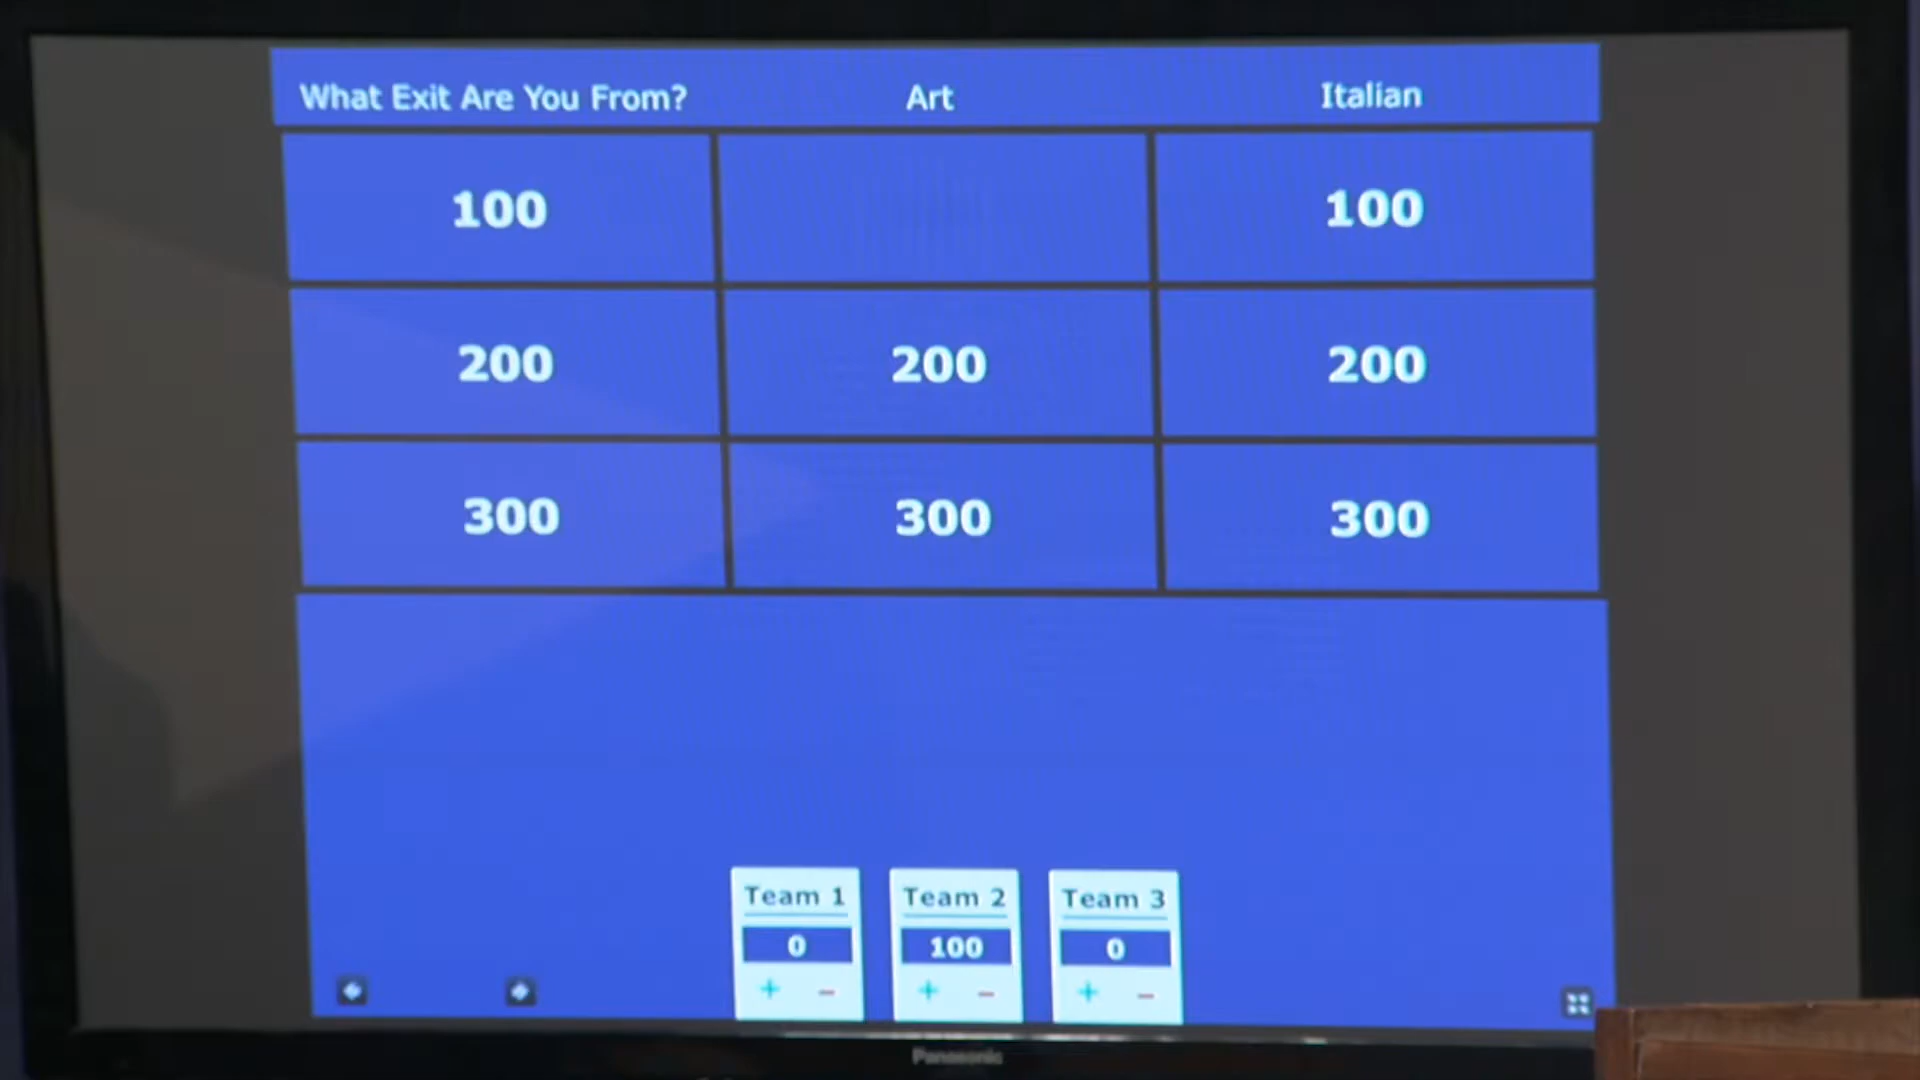 What Exit Are You From? Art Italian
100 100
200 200 200
300 300 300
Team 1 Team 2 Team 3
0 100 0
+ - + - + -
Panasonic